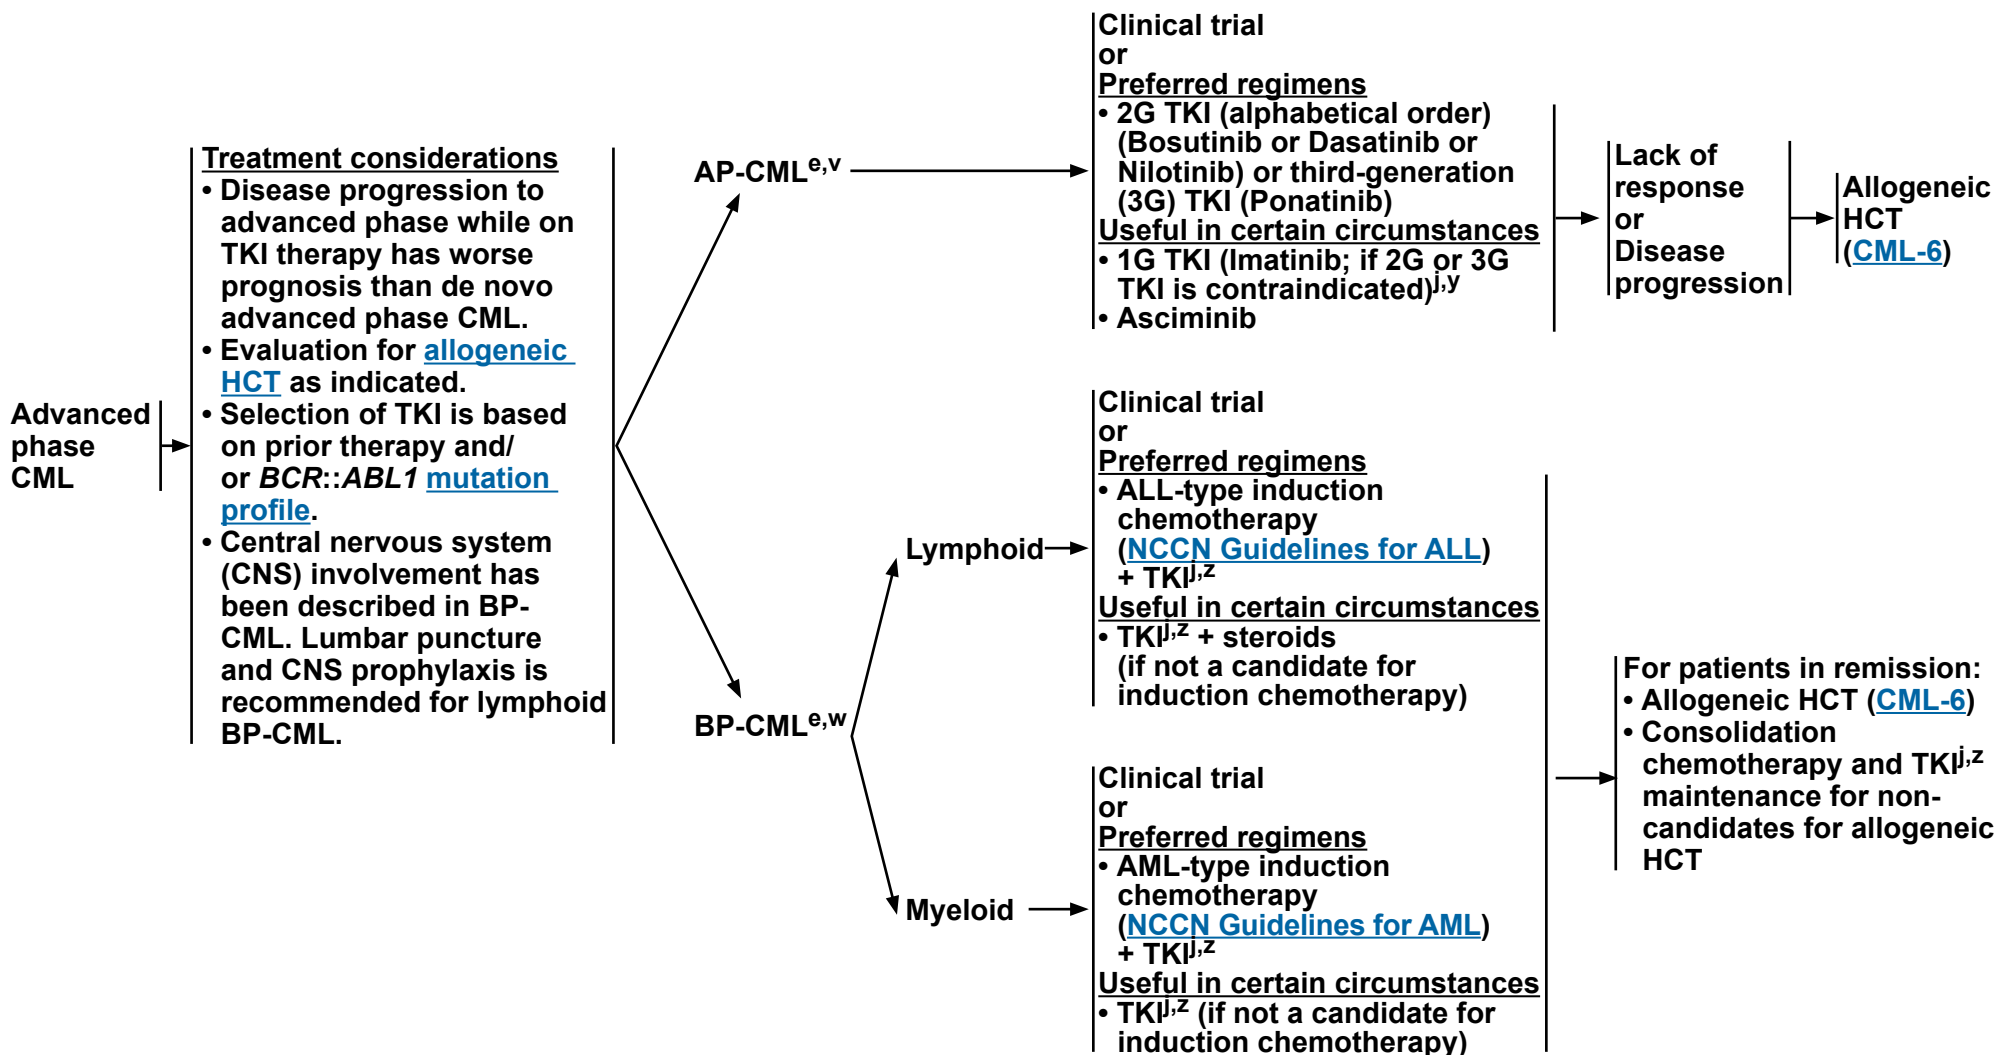 Advanced
phase
CML
Treatment considerations
• Disease progression to
advanced phase while on
TKI therapy has worse
prognosis than de novo
advanced phase CML.
• Evaluation for allogeneic
HCT as indicated.
• Selection of TKI is based
on prior therapy and/
or BCR::ABL1 mutation
profile.
• Central nervous system
(CNS) involvement has
been described in BP-
CML. Lumbar puncture
and CNS prophylaxis is
recommended for lymphoid
BP-CML.
AP-CMLe,v
Clinical trial
or
Preferred regimens
• 2G TKI (alphabetical order)
(Bosutinib or Dasatinib or
Nilotinib) or third-generation
(3G) TKI (Ponatinib)
Useful in certain circumstances
• 1G TKI (Imatinib; if 2G or 3G
TKI is contraindicated)j,y
• Asciminib
Lack of
response
or
Disease
progression
Allogeneic
HCT
(CML-6)
BP-CMLe,w
Lymphoid
Clinical trial
or
Preferred regimens
• ALL-type induction
chemotherapy
(NCCN Guidelines for ALL)
+ TKIj,z
Useful in certain circumstances
• TKIj,z + steroids
(if not a candidate for
induction chemotherapy)
Myeloid
Clinical trial
or
Preferred regimens
• AML-type induction
chemotherapy
(NCCN Guidelines for AML)
+ TKIj,z
Useful in certain circumstances
• TKIj,z (if not a candidate for
induction chemotherapy)
For patients in remission:
• Allogeneic HCT (CML-6)
• Consolidation
chemotherapy and TKIj,z
maintenance for non-
candidates for allogeneic
HCT